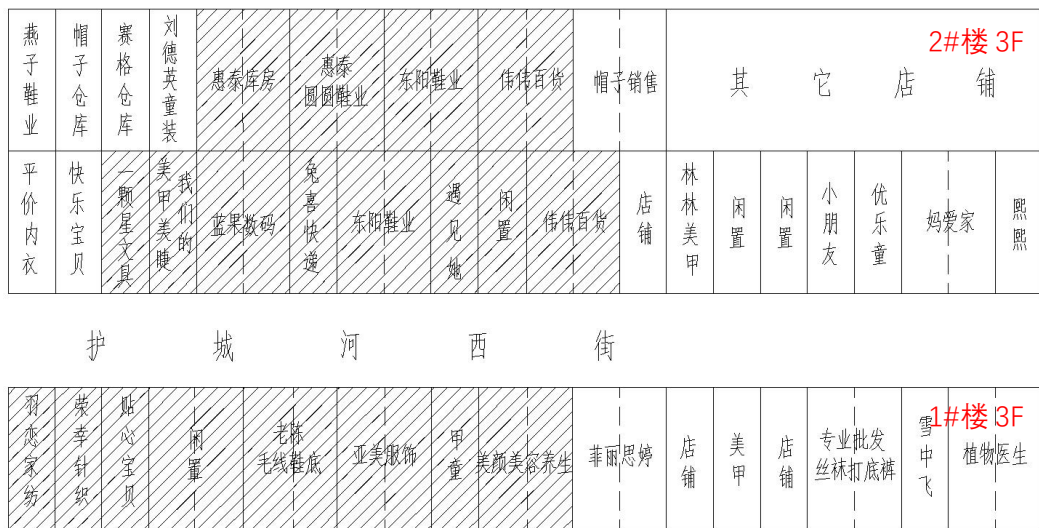 2#楼 3F
燕子鞋业
帽子仓库
赛格仓库
刘德英童装
惠泰库房
惠泰
圆圆鞋业
东阳鞋业
伟伟百货
帽子销售
其它店铺
平价内衣
快乐宝贝
一颗星文具
我们的
美甲美睫
蓝果数码
兔喜快递
东阳鞋业
遇见她
闲置
伟伟百货
店铺
林林美甲
闲置
闲置
小朋友
优乐童
妈爱家
熙熙
护城河西街
1#楼 3F
羽恋家纺
荣幸针织
贴心宝贝
闲置
老陈
毛线鞋底
亚美服饰
甲童
美颜美容养生
菲丽思婷
店铺
美甲
店铺
专业批发
丝袜打底裤
雪中飞
植物医生